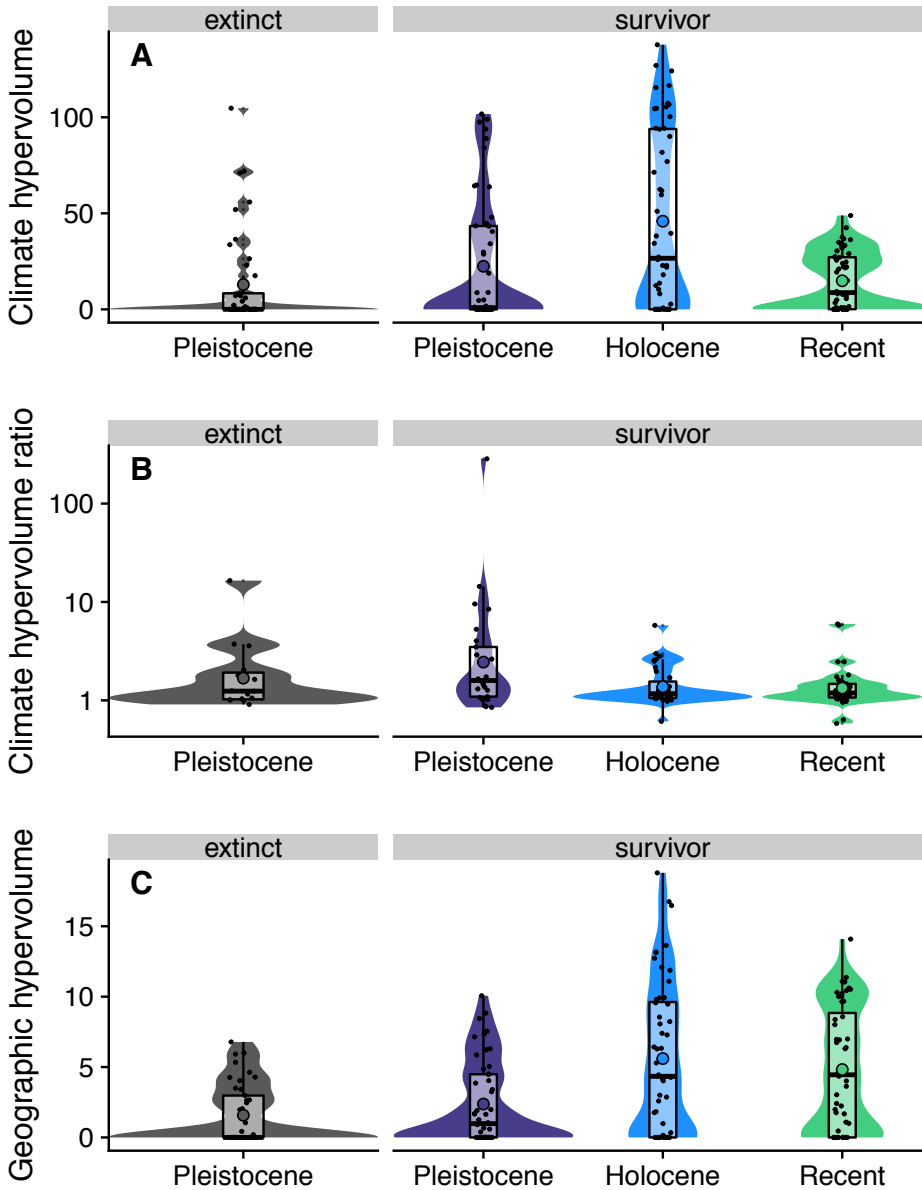 extinct survivor
A
Climate hypervolume
100
50
0
Pleistocene Pleistocene Holocene Recent
extinct survivor
B
Climate hypervolume ratio
100
10
1
Pleistocene Pleistocene Holocene Recent
extinct survivor
C
Geographic hypervolume
15
10
5
0
Pleistocene Pleistocene Holocene Recent